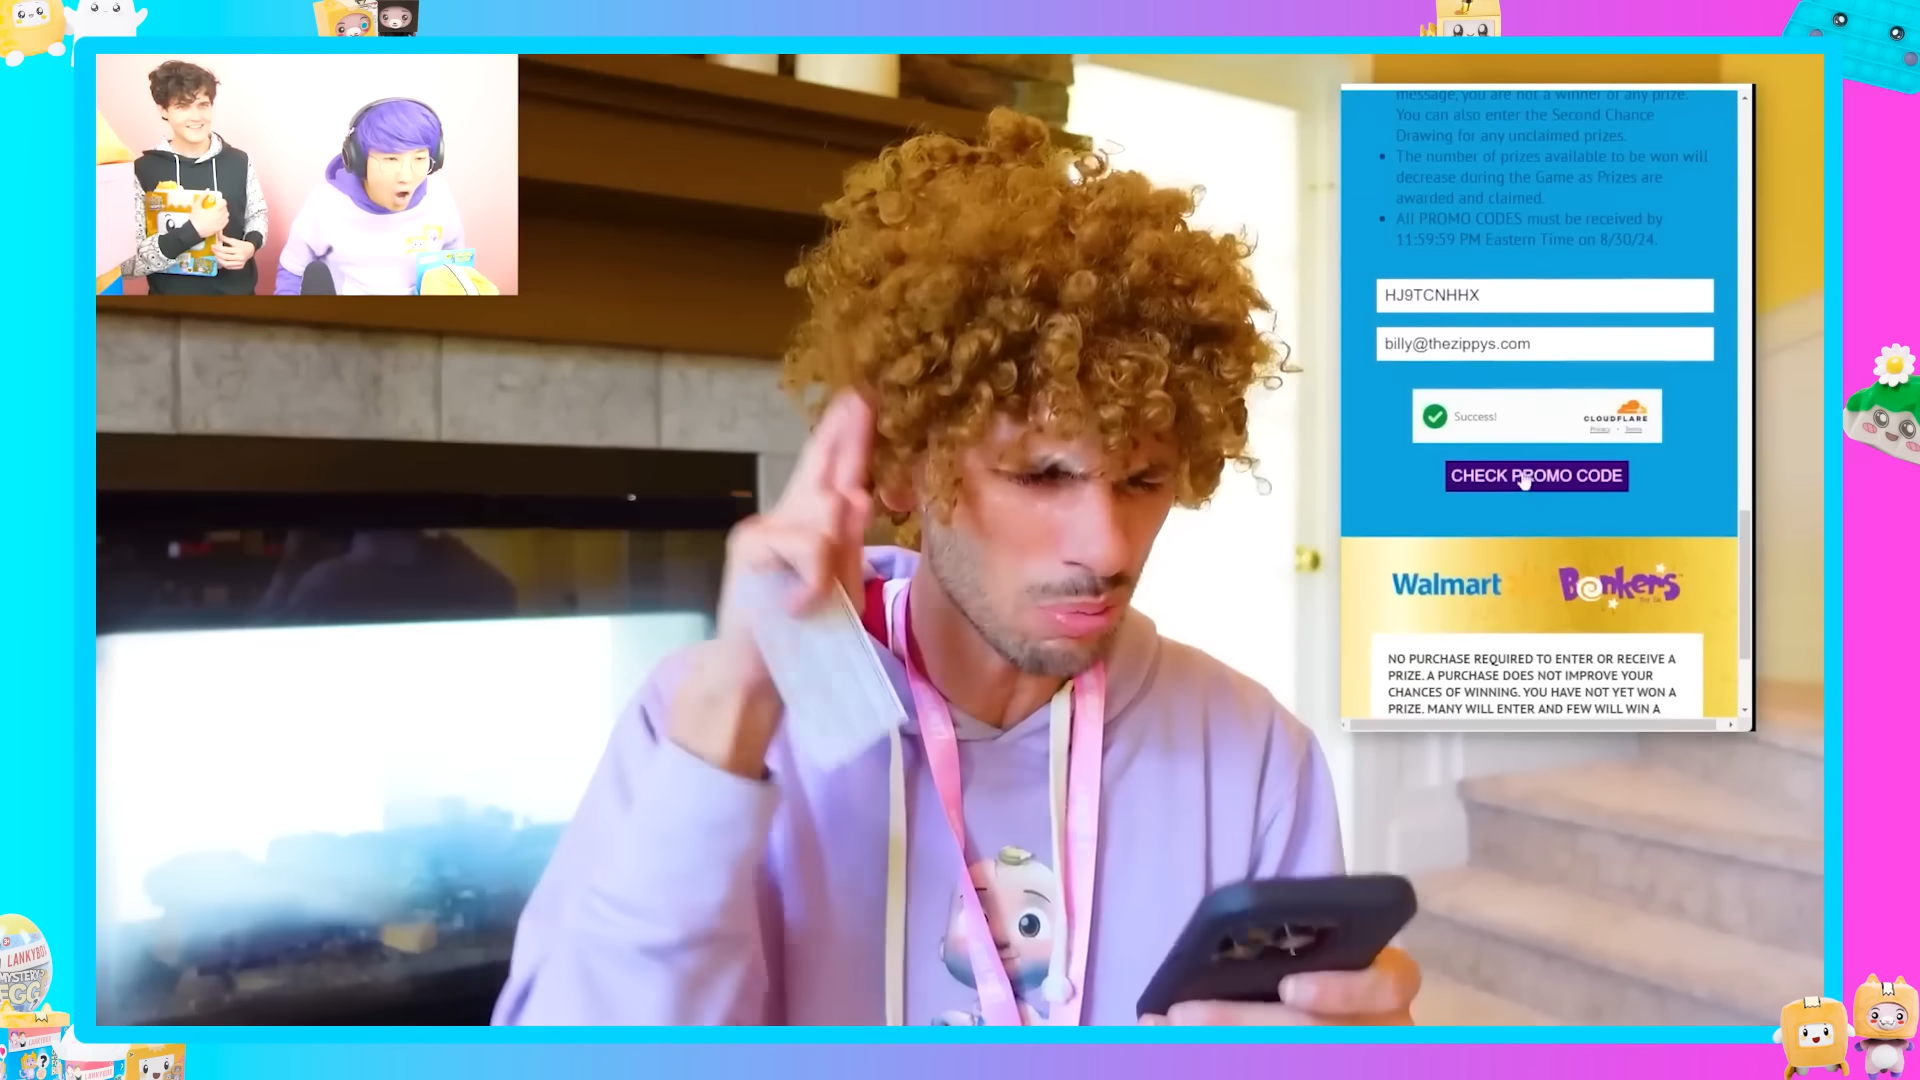 message, you are not a winner of any prize.
You can also enter the Second Chance
Drawing for any unclaimed prizes.
The number of prizes available to be won will
decrease during the Game as Prizes are
awarded and claimed.
All PROMO CODES must be received by
11:59:59 PM Eastern Time on 8/30/24.
HJ9TCNHHX
billy@thezippys.com
Success!
CLOUDFLARE
Privacy • Terms
CHECK PROMO CODE
Walmart
Bonkers
NO PURCHASE REQUIRED TO ENTER OR RECEIVE A
PRIZE. A PURCHASE DOES NOT IMPROVE YOUR
CHANCES OF WINNING. YOU HAVE NOT YET WON A
PRIZE. MANY WILL ENTER AND FEW WILL WIN A
LANKYBOX
MYSTERY
EGG